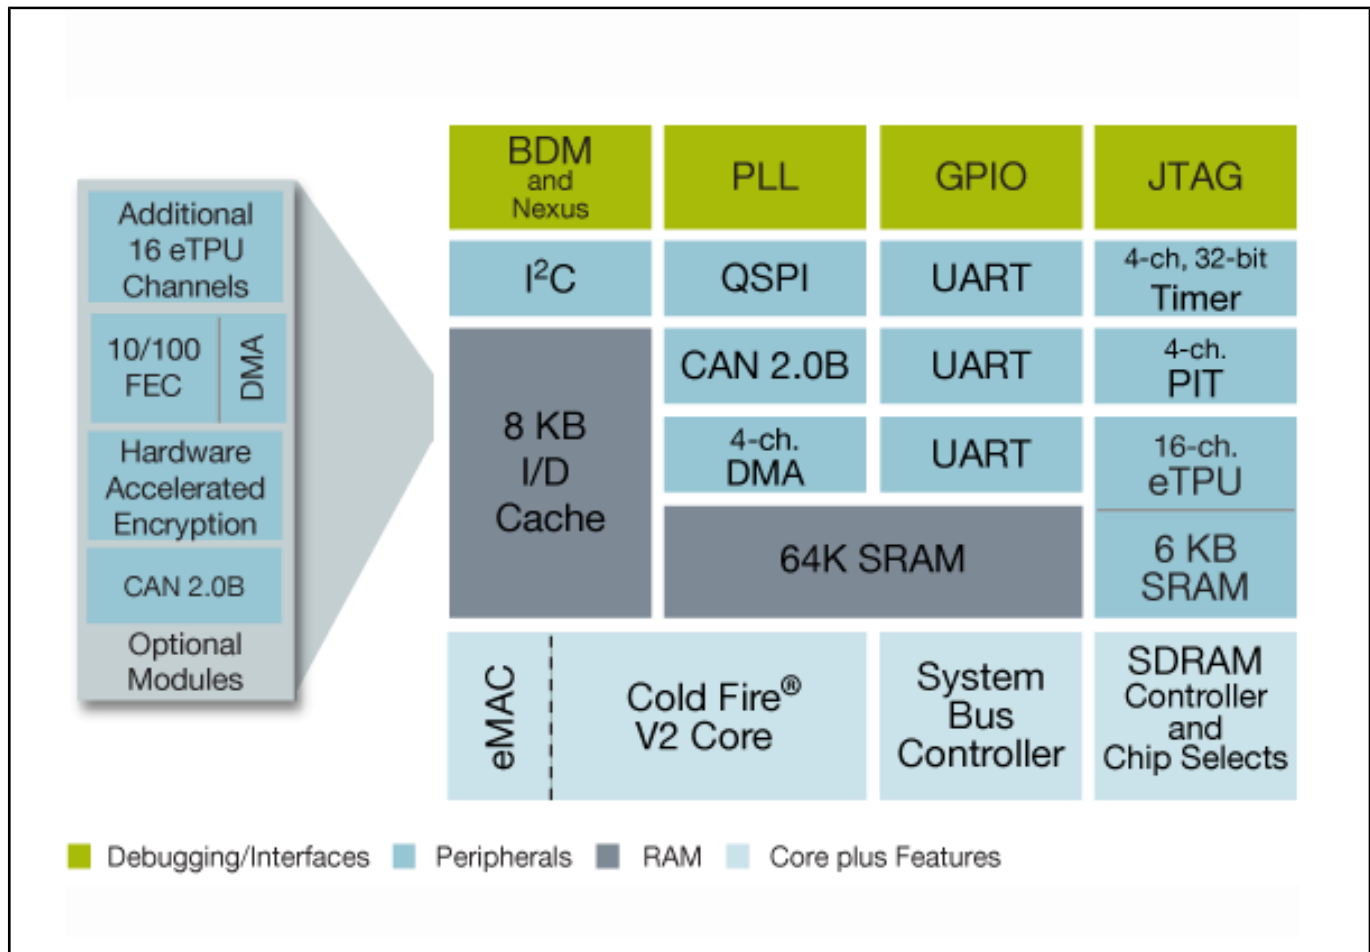 Additional
16 eTPU
Channels
10/100
FEC
DMA
Hardware
Accelerated
Encryption
CAN 2.0B
Optional
Modules
BDM
and
Nexus
PLL
GPIO
JTAG
I²C
QSPI
UART
4-ch, 32-bit
Timer
8 KB
I/D
Cache
CAN 2.0B
UART
4-ch.
PIT
4-ch.
DMA
UART
16-ch.
eTPU
64K SRAM
6 KB
SRAM
eMAC
Cold Fire®
V2 Core
System
Bus
Controller
SDRAM
Controller
and
Chip Selects
Debugging/Interfaces
Peripherals
RAM
Core plus Features